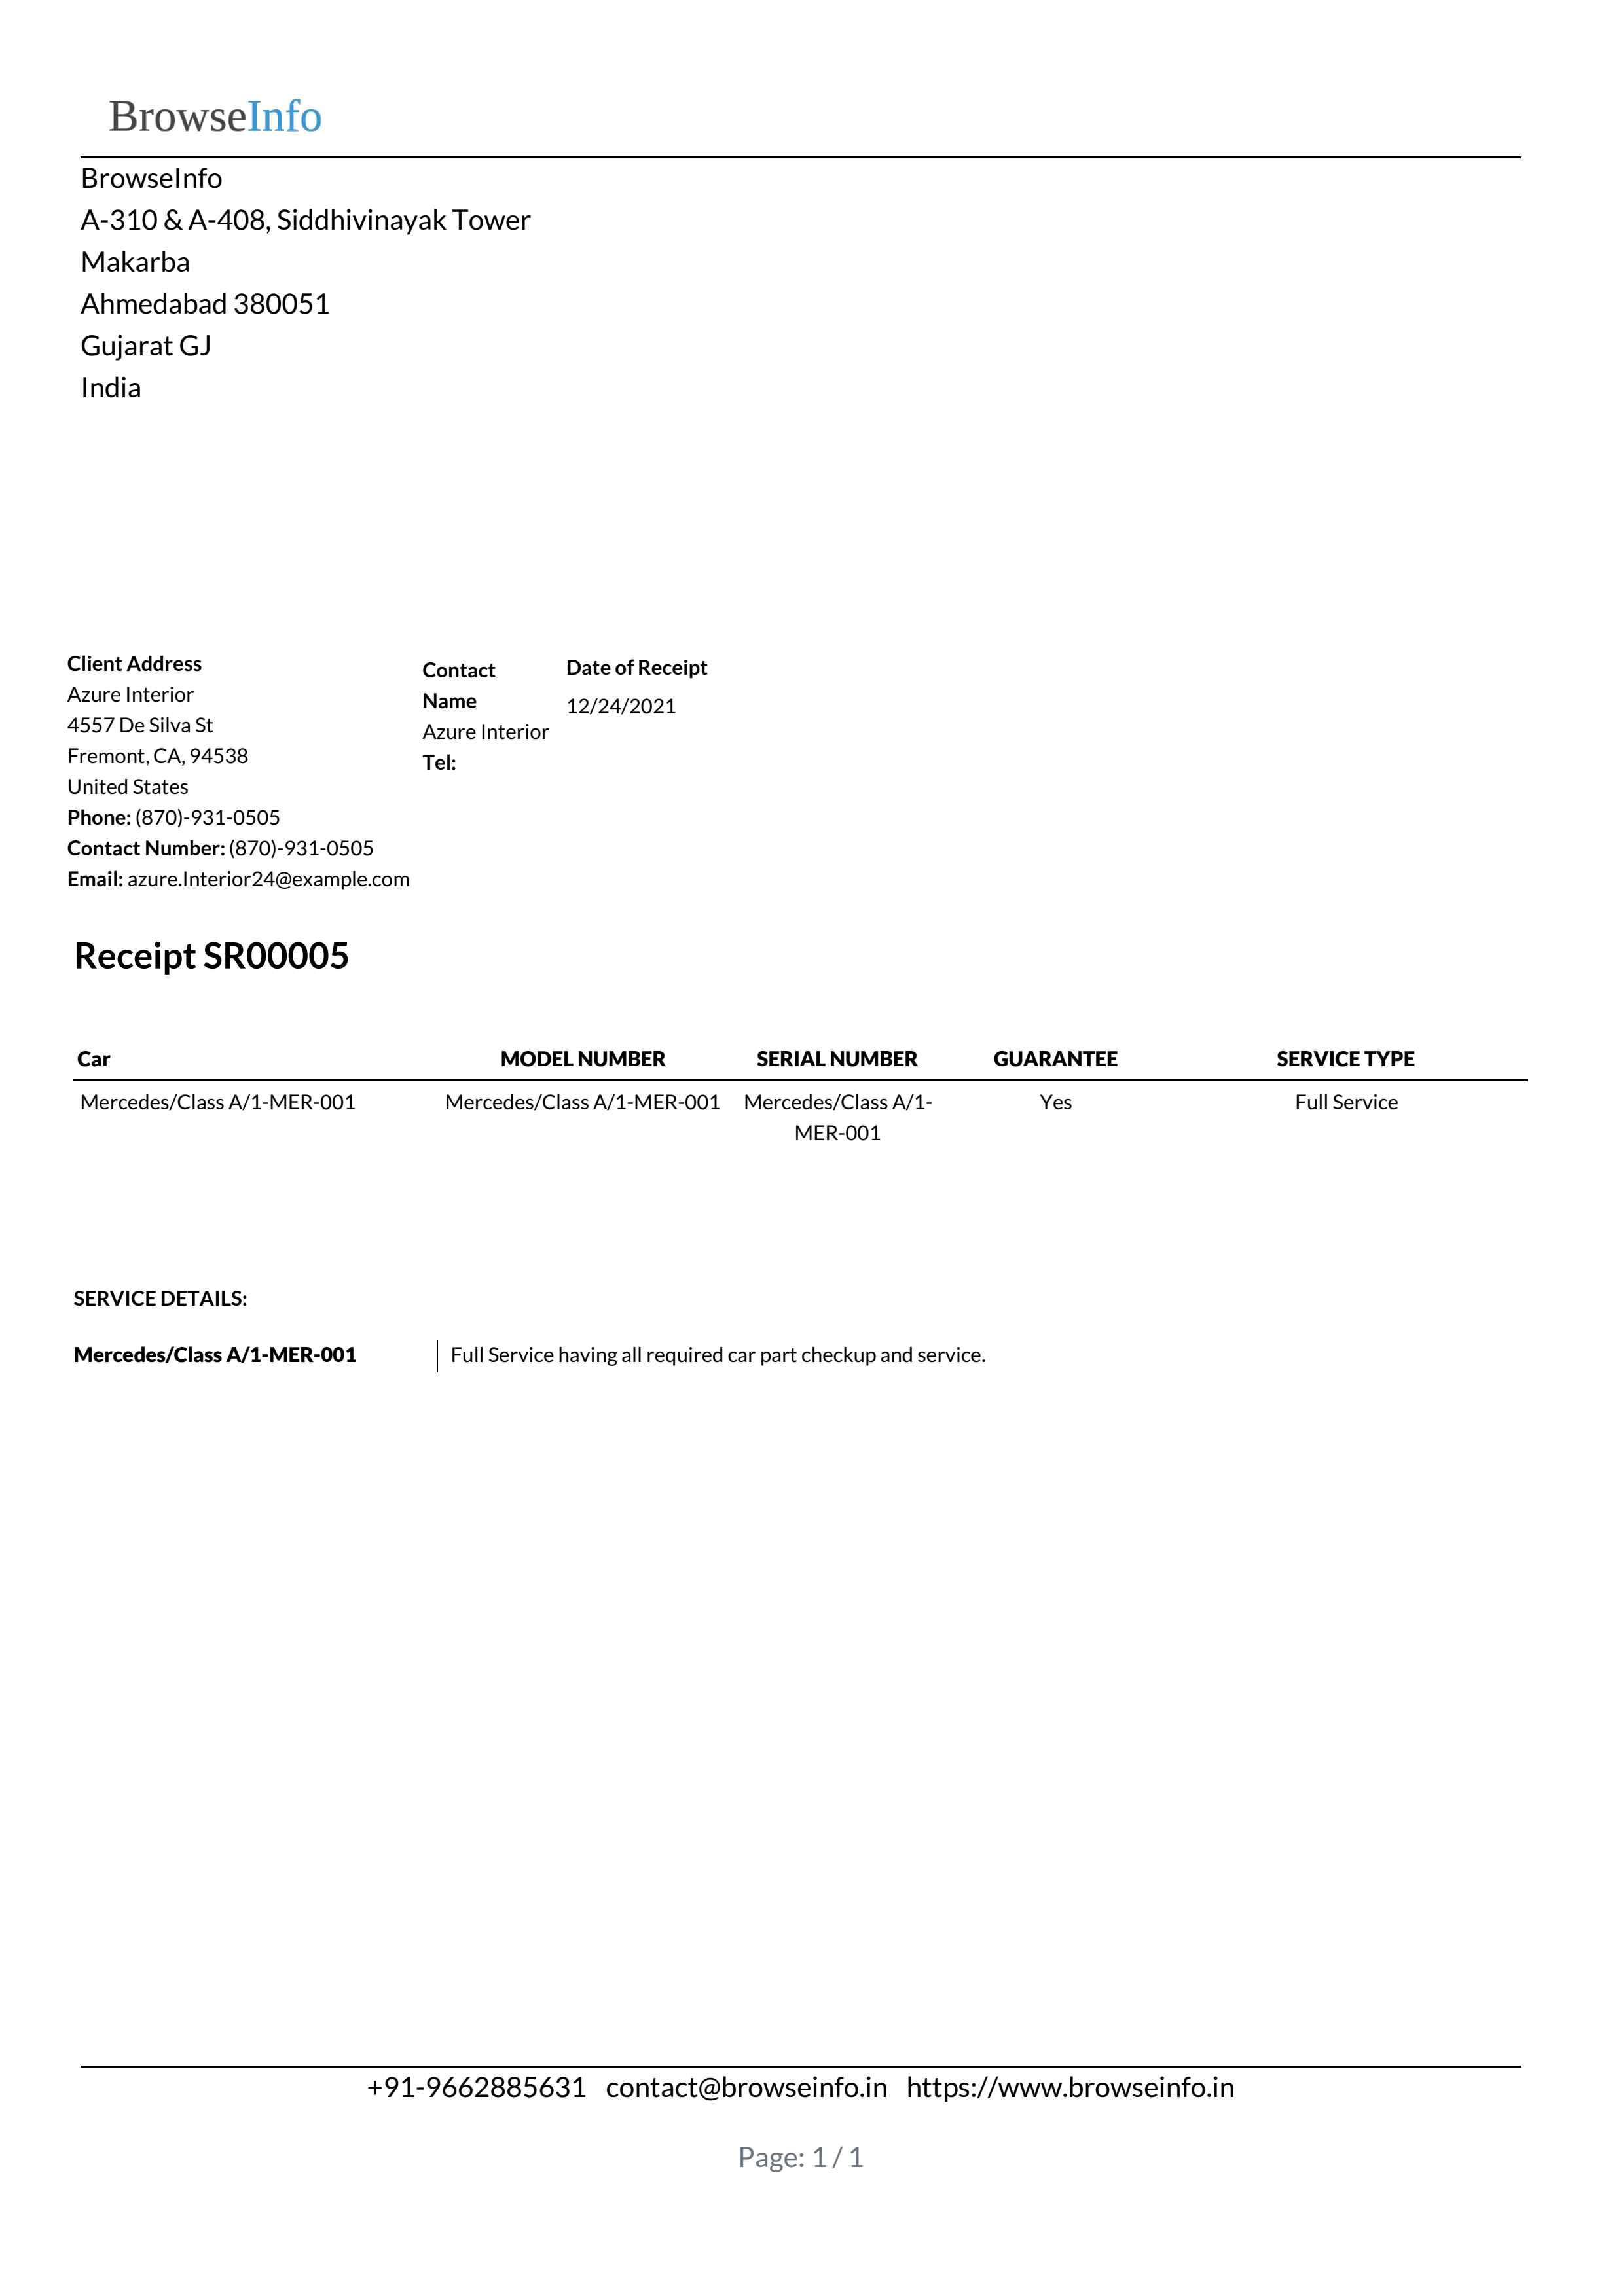 BrowseInfo
BrowseInfo
A-310 & A-408, Siddhivinayak Tower
Makarba
Ahmedabad 380051
Gujarat GJ
India
Client Address
Azure Interior
4557 De Silva St
Fremont, CA, 94538
United States
Phone: (870)-931-0505
Contact Number: (870)-931-0505
Email: azure.Interior24@example.com
Contact
Name
Azure Interior
Tel:
Date of Receipt
12/24/2021
Receipt SR00005
Car MODEL NUMBER SERIAL NUMBER GUARANTEE SERVICE TYPE
Mercedes/Class A/1-MER-001 Mercedes/Class A/1-MER-001 Mercedes/Class A/1- Yes Full Service
MER-001
SERVICE DETAILS:
Mercedes/Class A/1-MER-001 Full Service having all required car part checkup and service.
+91-9662885631 contact@browseinfo.in https://www.browseinfo.in
Page: 1 / 1